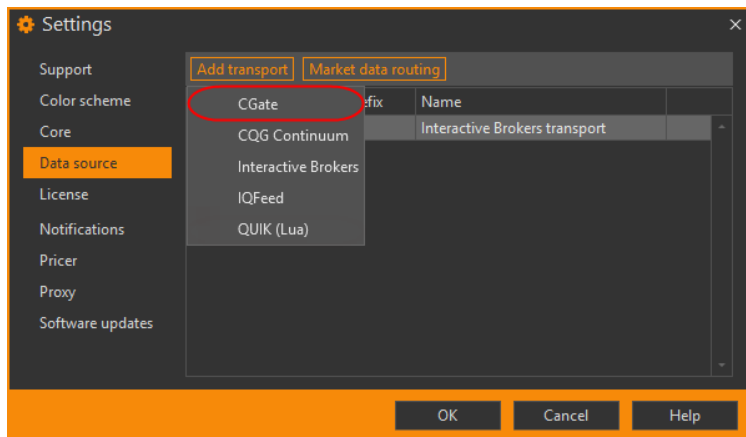 Settings
Support
Color scheme
Core
Data source
License
Notifications
Pricer
Proxy
Software updates
Add transport Market data routing
Name
Interactive Brokers transport
CGate
CQG Continuum
Interactive Brokers
IQFeed
QUIK (Lua)
OK Cancel Help